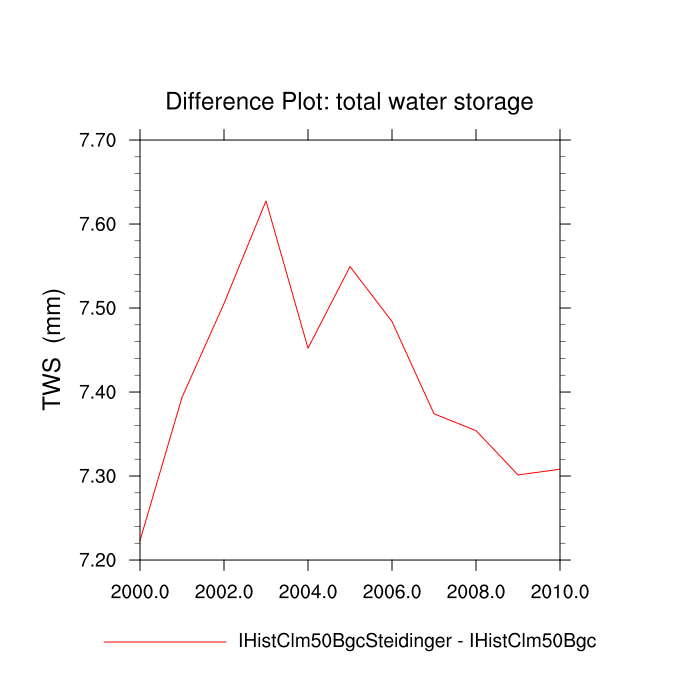 Difference Plot: total water storage
7.70
7.60
7.50
7.40
7.30
7.20
TWS (mm)
2000.0 2002.0 2004.0 2006.0 2008.0 2010.0
IHistClm50BgcSteidinger - IHistClm50Bgc